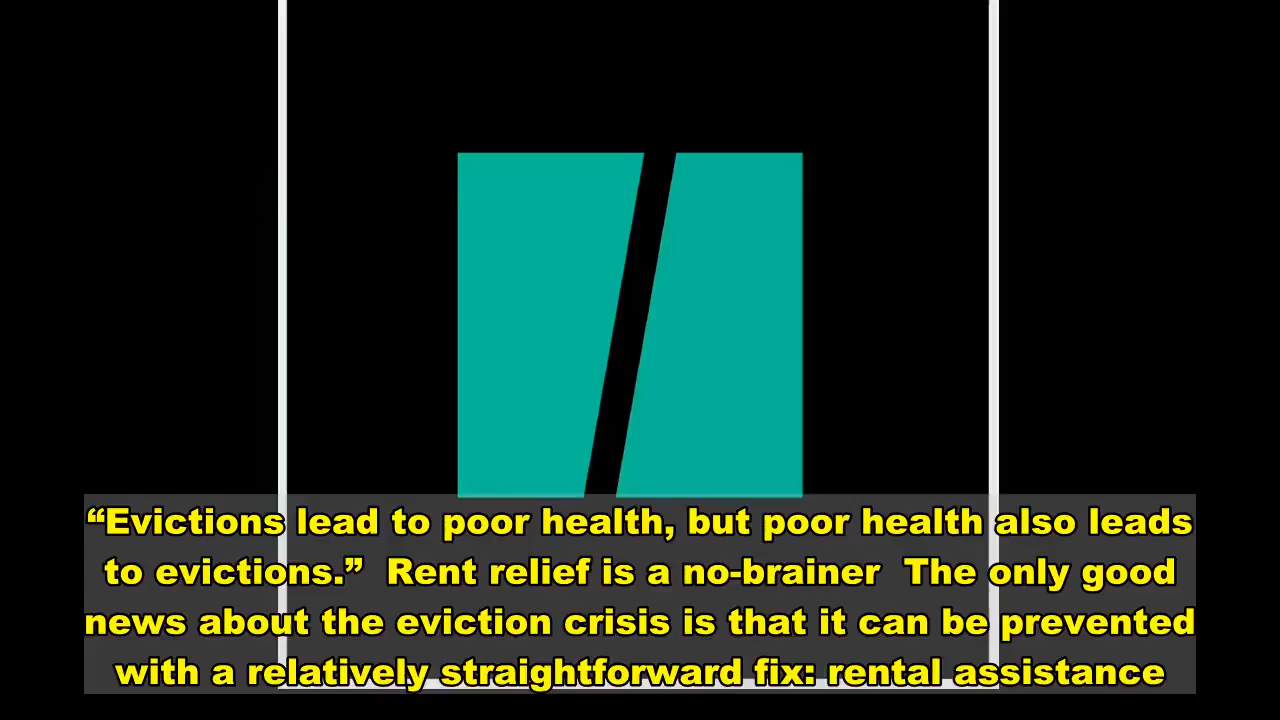 “Evictions lead to poor health, but poor health also leads
to evictions.”  Rent relief is a no-brainer  The only good
news about the eviction crisis is that it can be prevented
with a relatively straightforward fix: rental assistance